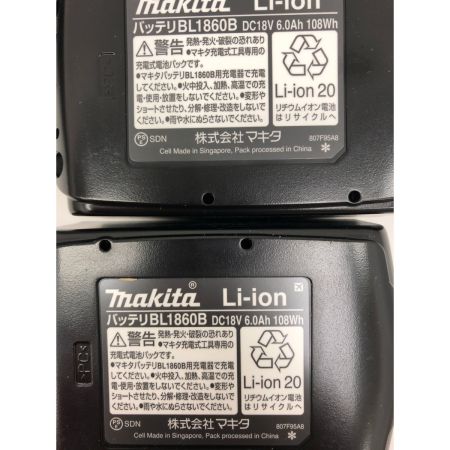 makita Li-ion
バッテリBL1860B DC18V 6.0Ah 108Wh
警告 発熱・発火・破裂の恐れあり
●マキタ充電式工具専用の
充電式電池パックです。
●マキタバッテリBL1860B用充電器で充電
してください。●火中投入、加熱、高温での充
電・使用・放置をしないでください。●変形や
ショートさせたり、分解・修理・改造をしないで
ください。●雨や水にぬらさないでください。
Li-ion 20
リチウムイオン電池
はリサイクルへ
PS E SDN 株式会社マキタ 807F95A8
Cell Made in Singapore, Pack processed in China
makita® Li-ion
バッテリBL1860B DC18V 6.0Ah 108Wh
警告 発熱・発火・破裂の恐れあり
●マキタ充電式工具専用の
充電式電池パックです。
●マキタバッテリBL1860B用充電器で充電
してください。●火中投入、加熱、高温での充
電・使用・放置をしないでください。●変形や
ショートさせたり、分解・修理・改造をしないで
ください。●雨や水にぬらさないでください。
Li-ion 20
リチウムイオン電池
はリサイクルへ
>PC<
PS E SDN 株式会社マキタ 807F95A8
Cell Made in Singapore, Pack processed in China